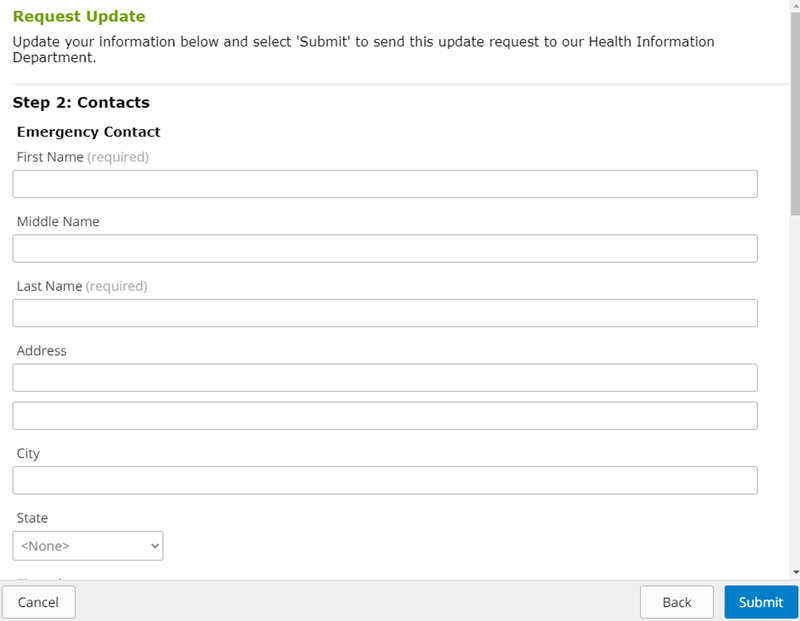 Request Update
Update your information below and select 'Submit' to send this update request to our Health Information
Department.
Step 2: Contacts
Emergency Contact
First Name (required)
Middle Name
Last Name (required)
Address
City
State
<None>
Cancel
Back
Submit